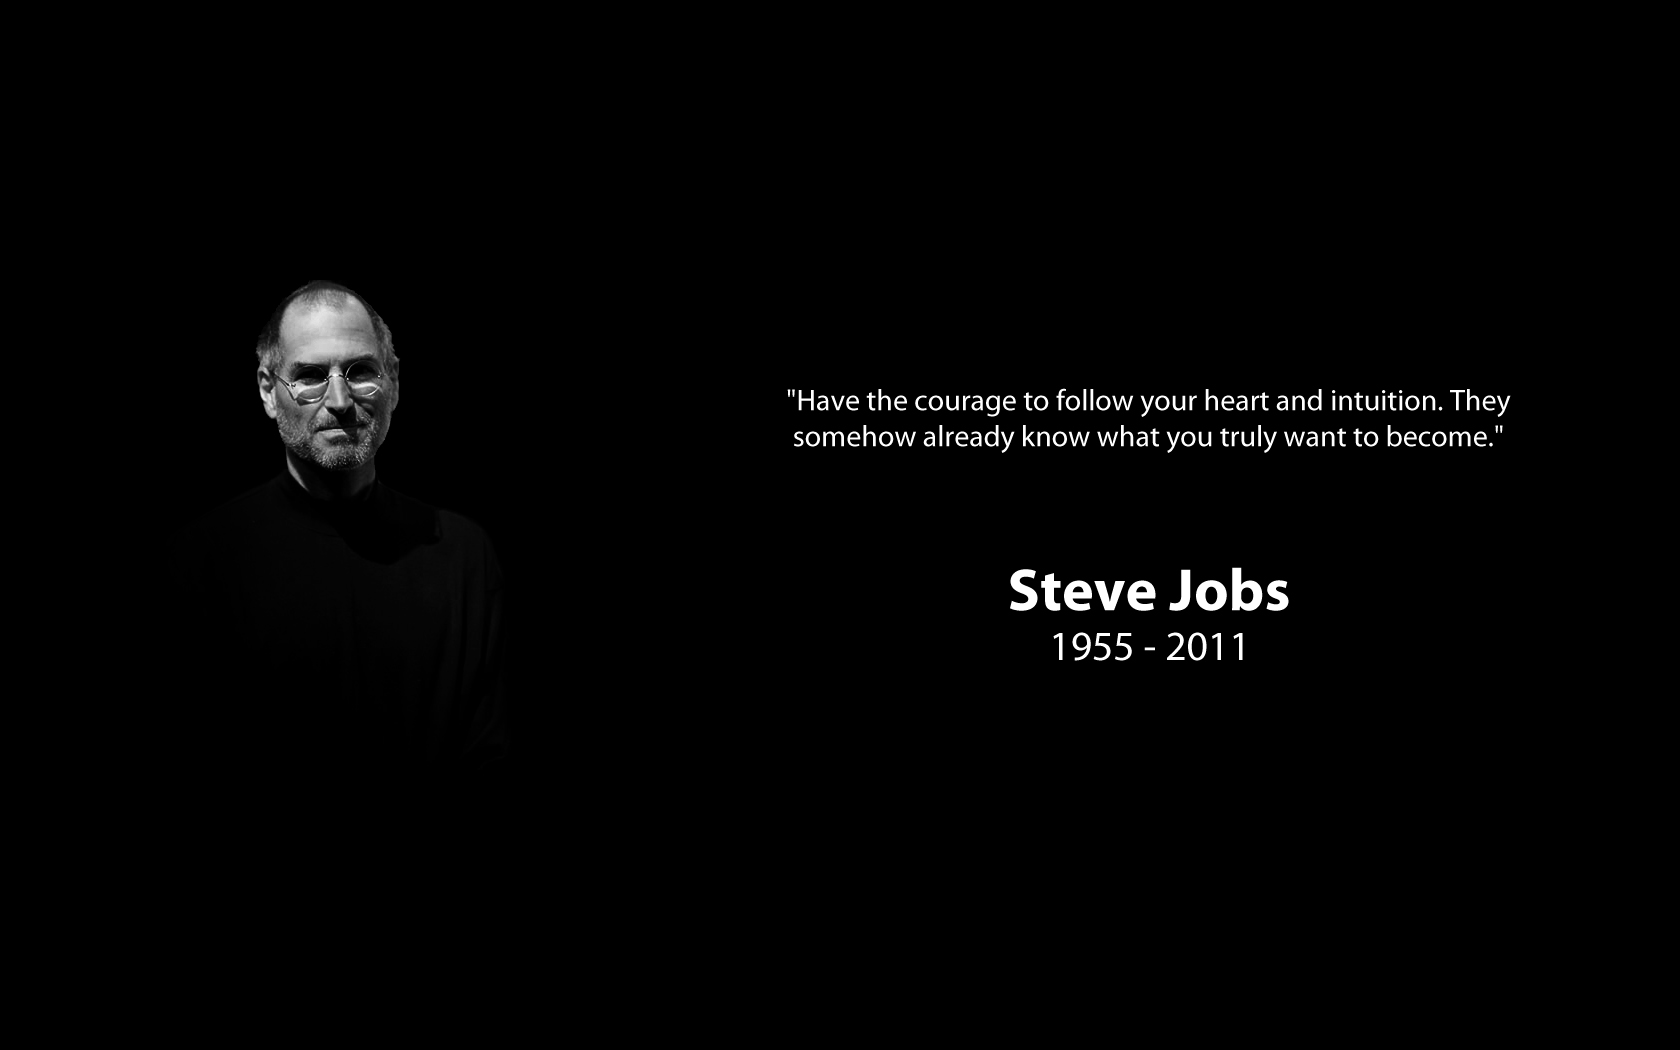 "Have the courage to follow your heart and intuition. They
somehow already know what you truly want to become."
Steve Jobs
1955 - 2011